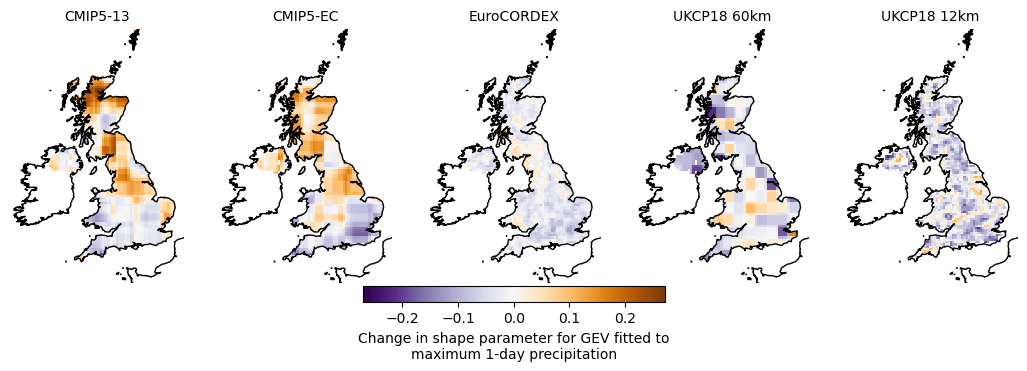 CMIP5-13
CMIP5-EC
EuroCORDEX
UKCP18 60km
UKCP18 12km
−0.2
−0.1
0.0
0.1
0.2
Change in shape parameter for GEV fitted to
maximum 1-day precipitation